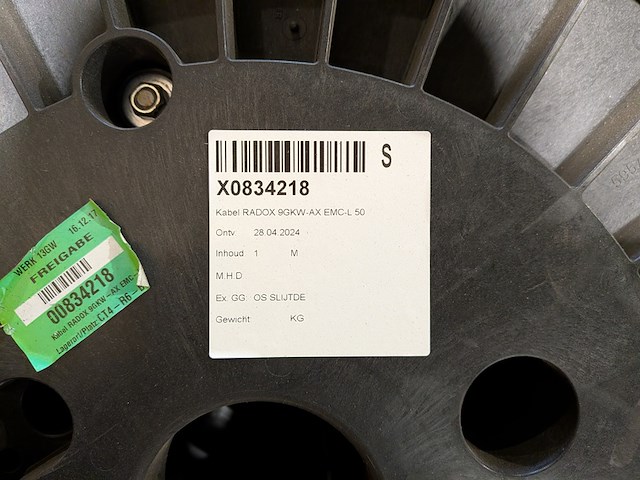 S
X0834218
Kabel RADOX 9GKW-AX EMC-L 50
Ontv. 28.04.2024
Inhoud 1 M
M.H.D
Ex. GG OS SLIJTDE
Gewicht KG
WERK 13GW 16.12.17
FREIGABE
00834218
Kabel RADOX 9GKW-AX EMC-
Lagerort/Platz: CT4-R6